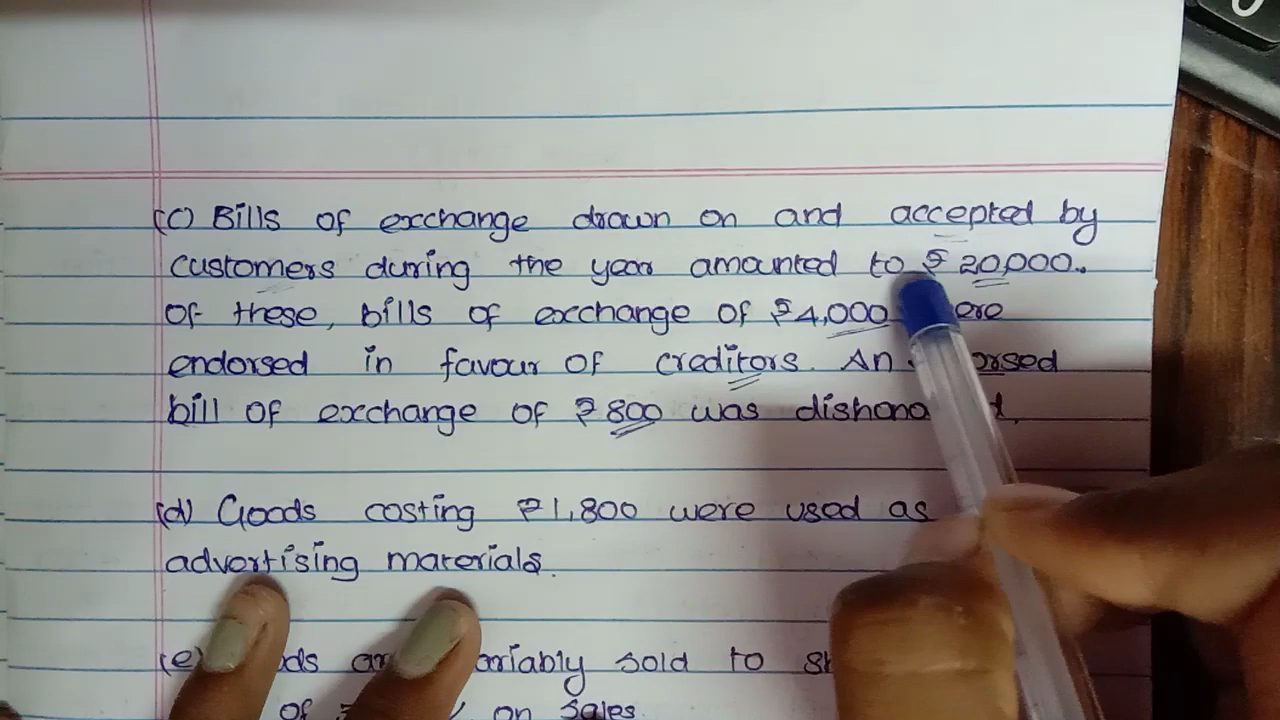 (c) Bills of exchange drawn on and accepted by
customers during the year amounted to ₹ 20,000.
Of these, bills of exchange of ₹4,000
endorsed in favour of creditors. An
bill of exchange of ₹800 was
(d) Goods costing ₹1,800 were used as
advertising materials.
(e) sold to
of on sales.